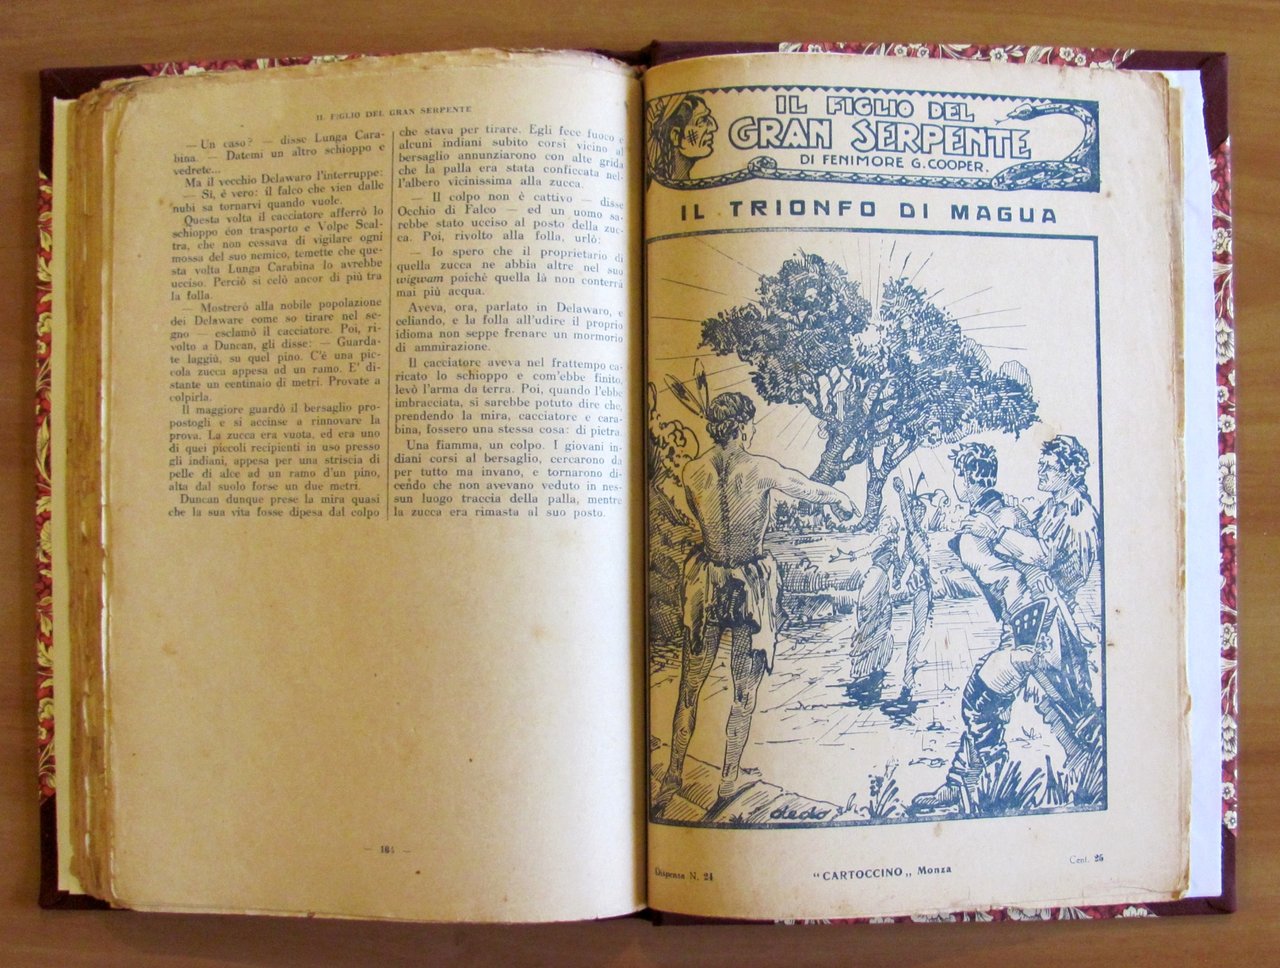 IL FIGLIO DEL GRAN SERPENTE
— Un caso? — disse Lunga Cara-
bina. — Datemi un altro schioppo e
vedrete...
Ma il vecchio Delawaro l'interruppe:
— Sì, è vero: il falco che vien dalle
nubi sa tornarvi quando vuole.
Questa volta il cacciatore afferrò lo
schioppo con trasporto e Volpe Scal-
tra, che non cessava di vigilare ogni
mossa del suo nemico, temette che que-
sta volta Lunga Carabina lo avrebbe
ucciso. Perciò si celò ancor di più tra
la folla.
— Mostrerò alla nobile popolazione
dei Delaware come so tirare nel se-
gno — esclamò il cacciatore. Poi, ri-
volto a Duncan, gli disse: — Guarda-
te laggiù, su quel pino. C'è una pic-
cola zucca appesa ad un ramo. E' di-
stante un centinaio di metri. Provate a
colpirla.
Il maggiore guardò il bersaglio pro-
postogli e si accinse a rinnovare la
prova. La zucca era vuota, ed era uno
di quei piccoli recipienti in uso presso
gli indiani, appesa per una striscia di
pelle di alce ad un ramo d'un pino,
alta dal suolo forse un due metri.
Duncan dunque prese la mira quasi
che la sua vita fosse dipesa dal colpo
che stava per tirare. Egli fece fuoco e
alcuni indiani subito corsi vicino al
bersaglio annunziarono con alte grida
che la palla era stata conficcata nel-
l'albero vicinissima alla zucca.
— Il colpo non è cattivo — disse
Occhio di Falco — ed un uomo sa-
rebbe stato ucciso al posto della zuc-
ca. Poi, rivolto alla folla, urlò:
— Io spero che il proprietario di
quella zucca ne abbia altre nel suo
wigwam poichè quella là non conterrà
mai più acqua.
Aveva, ora, parlato in Delawaro, e
celiando, e la folla all'udire il proprio
idioma non seppe frenare un mormorio
di ammirazione.
Il cacciatore aveva nel frattempo ca-
ricato lo schioppo e com'ebbe finito,
levò l'arma da terra. Poi, quando l'ebbe
imbracciata, si sarebbe potuto dire che,
prendendo la mira, cacciatore e cara-
bina, fossero una stessa cosa: di pietra.
Una fiamma, un colpo. I giovani in-
diani corsi al bersaglio, cercarono da
per tutto ma invano, e tornarono di-
cendo che non avevano veduto in nes-
sun luogo traccia della palla, mentre
la zucca era rimasta al suo posto.
— 184 —
IL FIGLIO DEL
GRAN SERPENTE
DI FENIMORE G. COOPER.
IL TRIONFO DI MAGUA
dedo
Dispensa N. 24
"CARTOCCINO„ Monza
Cent. 25